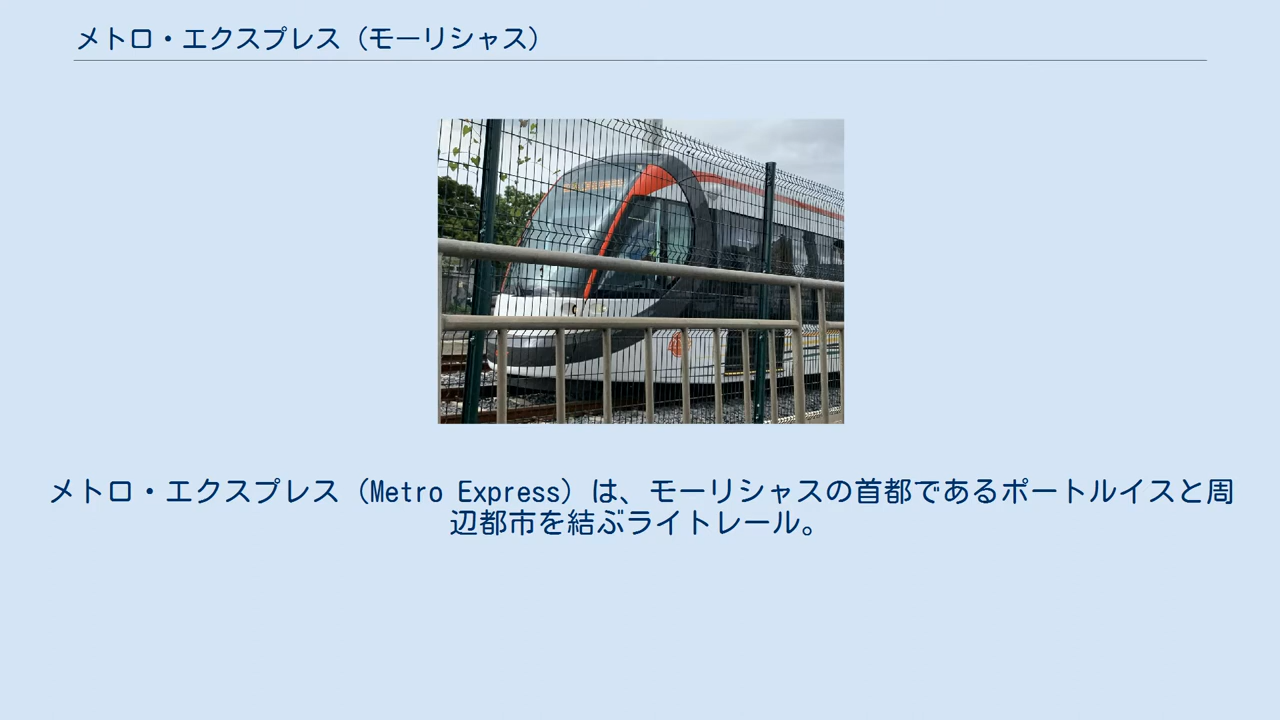 メトロ・エクスプレス（モーリシャス）
メトロ・エクスプレス（Metro Express）は、モーリシャスの首都であるポートルイスと周
辺都市を結ぶライトレール。